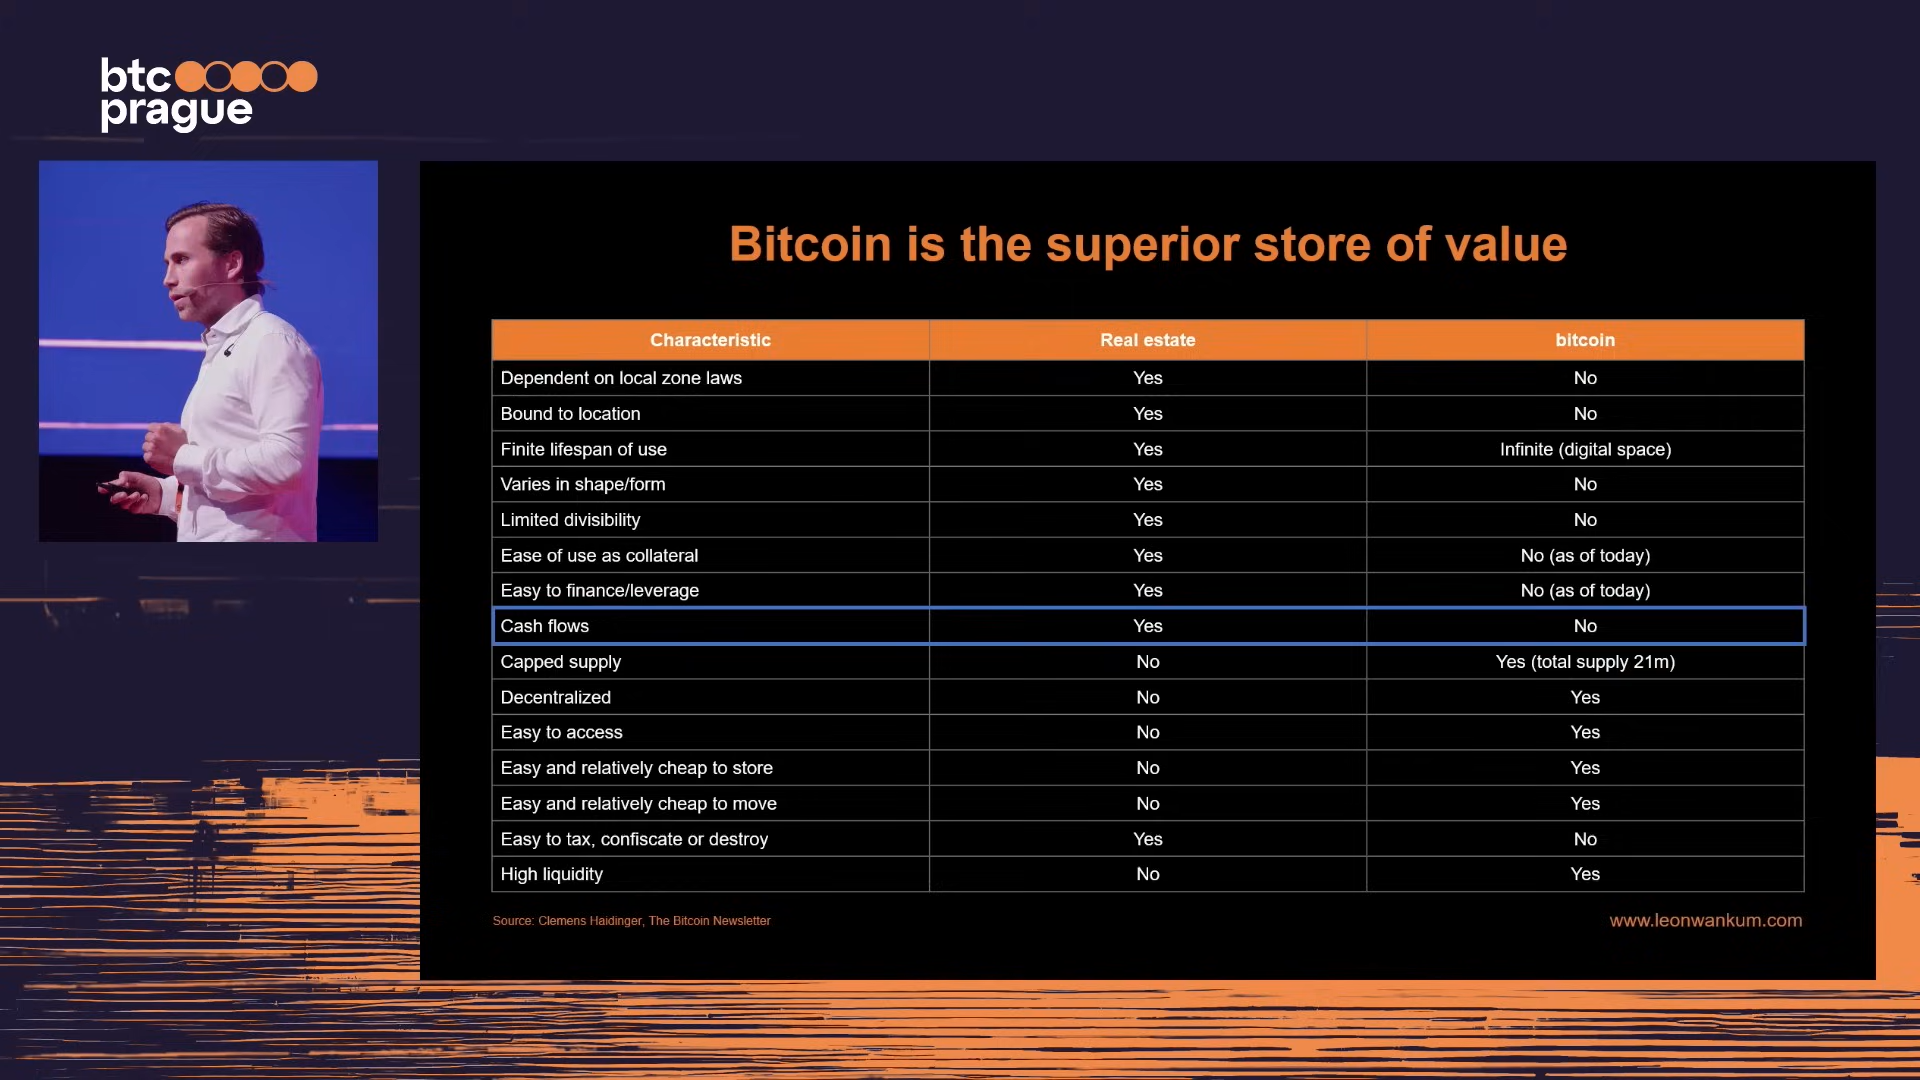 btc
prague
Bitcoin is the superior store of value
Characteristic Real estate bitcoin
Dependent on local zone laws Yes No
Bound to location Yes No
Finite lifespan of use Yes Infinite (digital space)
Varies in shape/form Yes No
Limited divisibility Yes No
Ease of use as collateral Yes No (as of today)
Easy to finance/leverage Yes No (as of today)
Cash flows Yes No
Capped supply No Yes (total supply 21m)
Decentralized No Yes
Easy to access No Yes
Easy and relatively cheap to store No Yes
Easy and relatively cheap to move No Yes
Easy to tax, confiscate or destroy Yes No
High liquidity No Yes
Source: Clemens Haidinger, The Bitcoin Newsletter
www.leonwankum.com